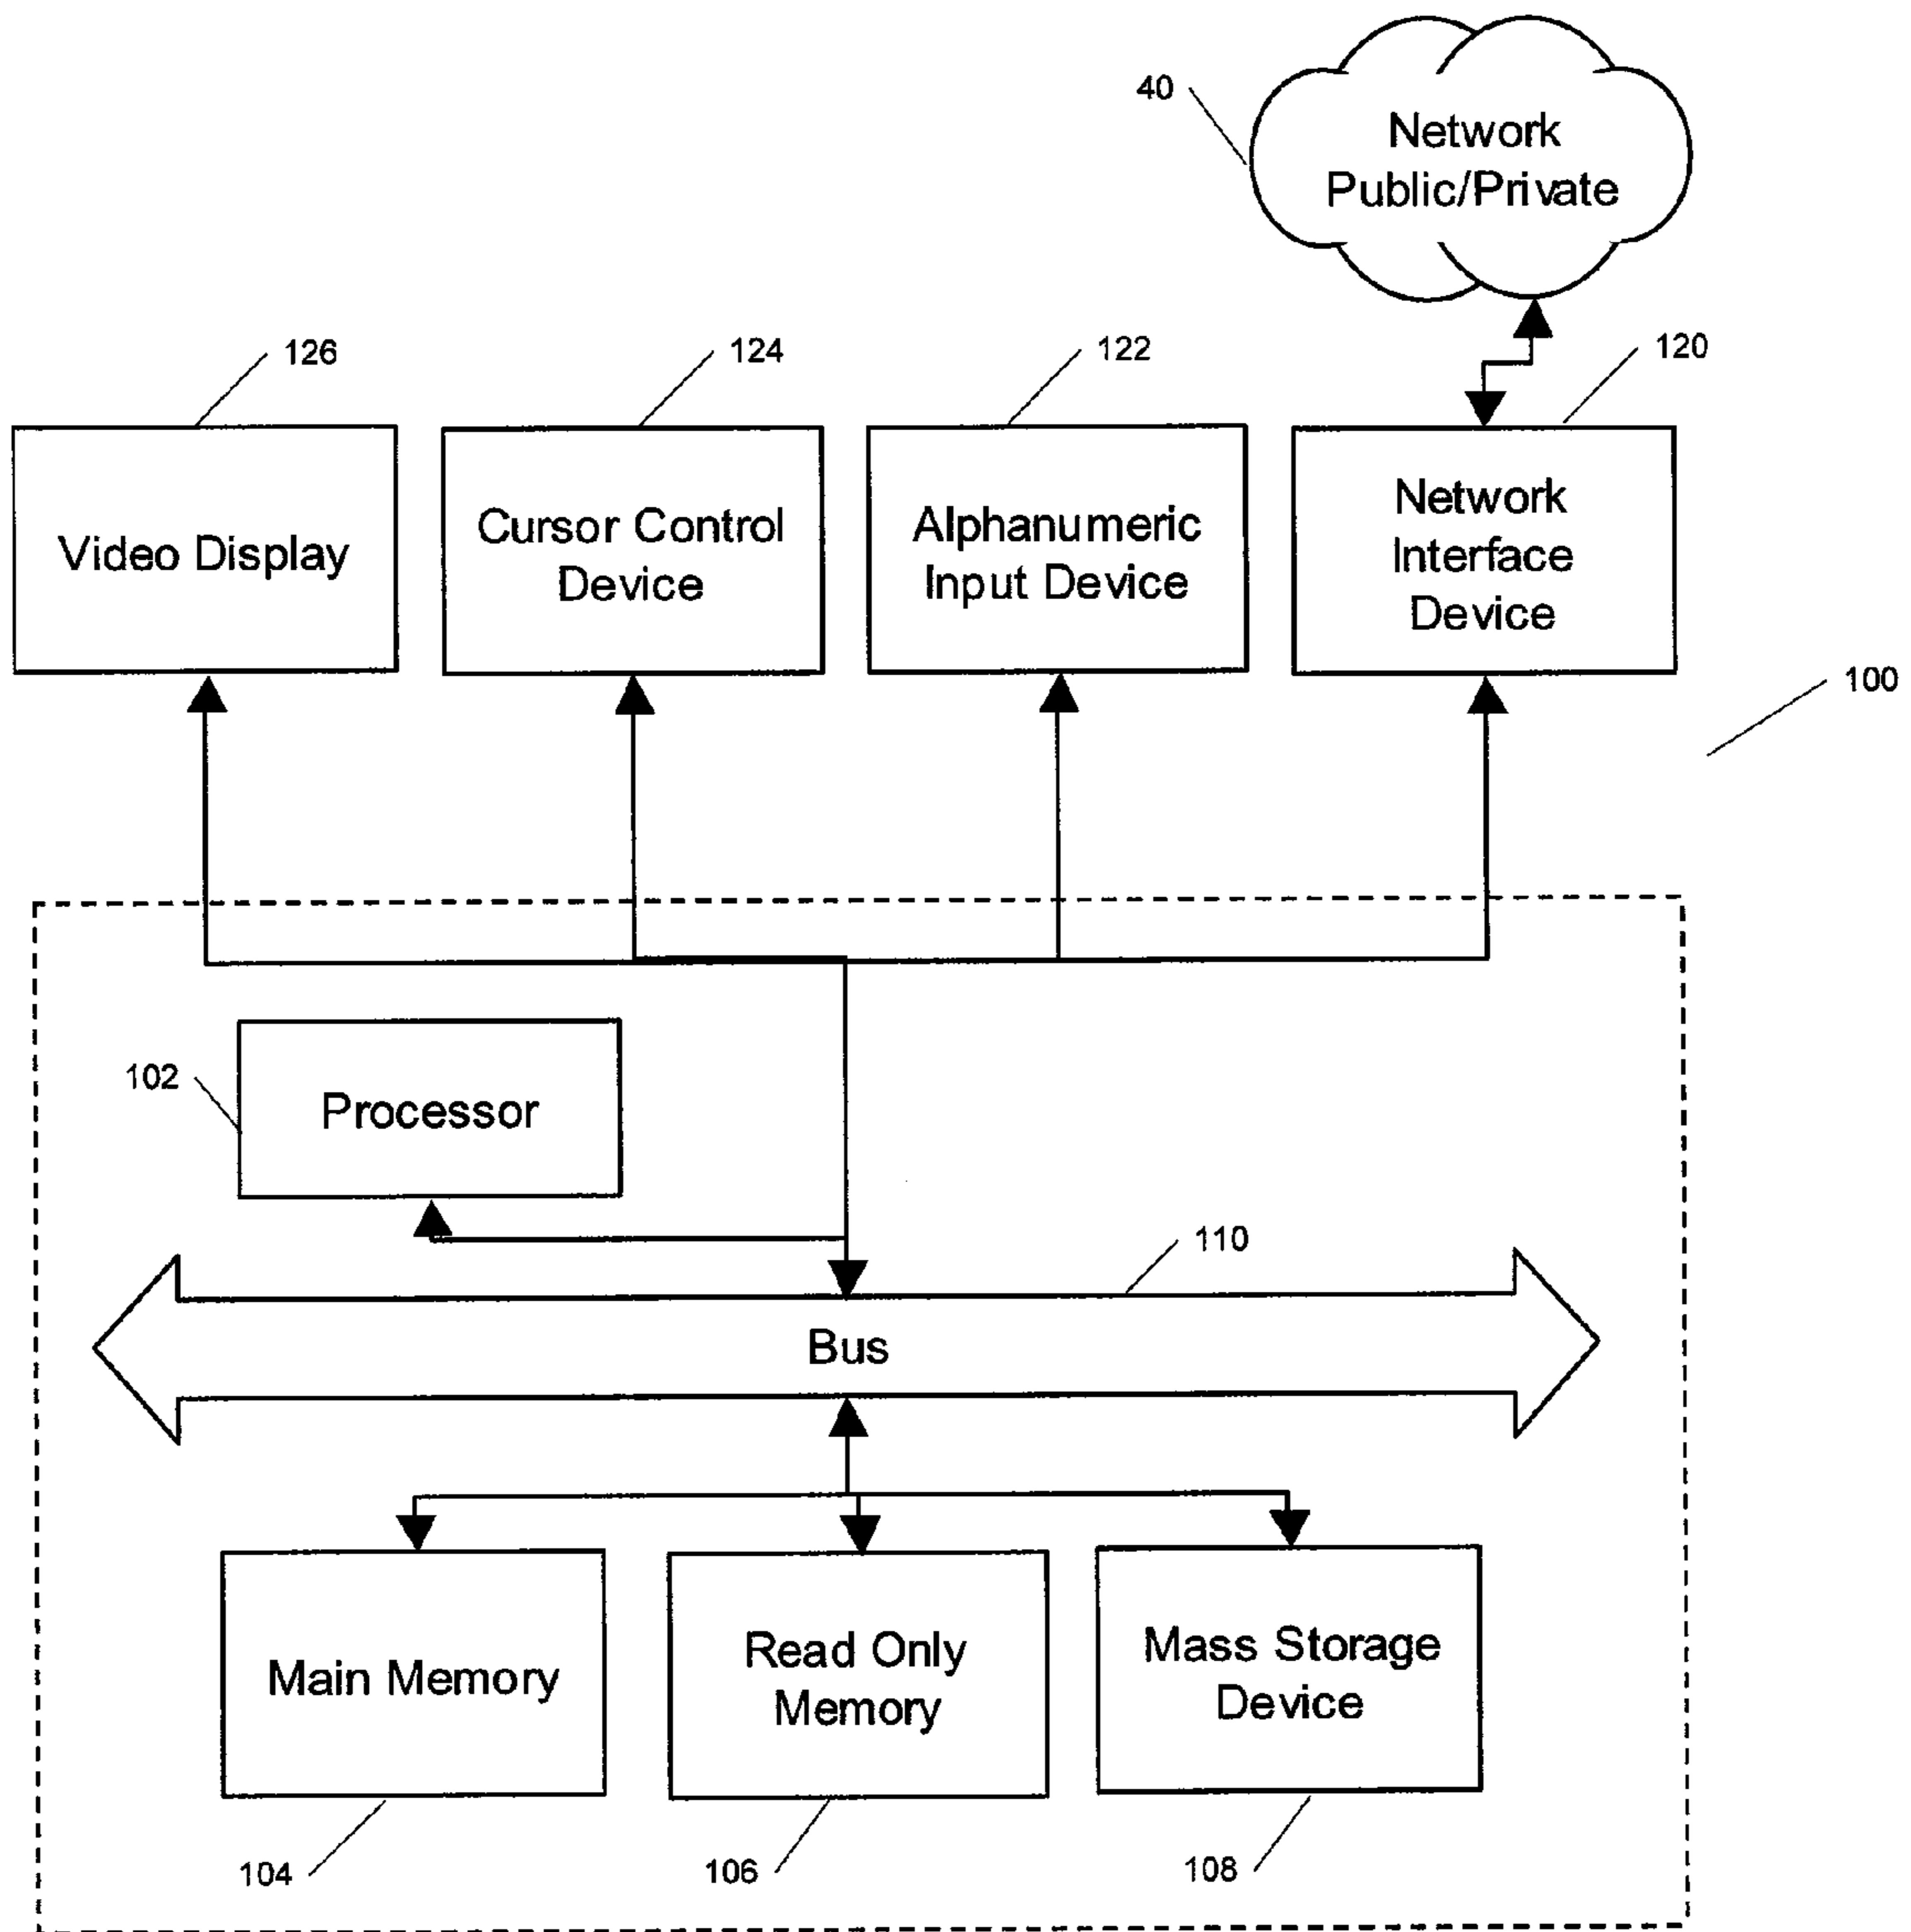 40
Network
Public/Private
126
124
122
120
Video Display
Cursor Control
Device
Alphanumeric
Input Device
Network
Interface
Device
100
102
Processor
110
Bus
Main Memory
Read Only
Memory
Mass Storage
Device
104
106
108